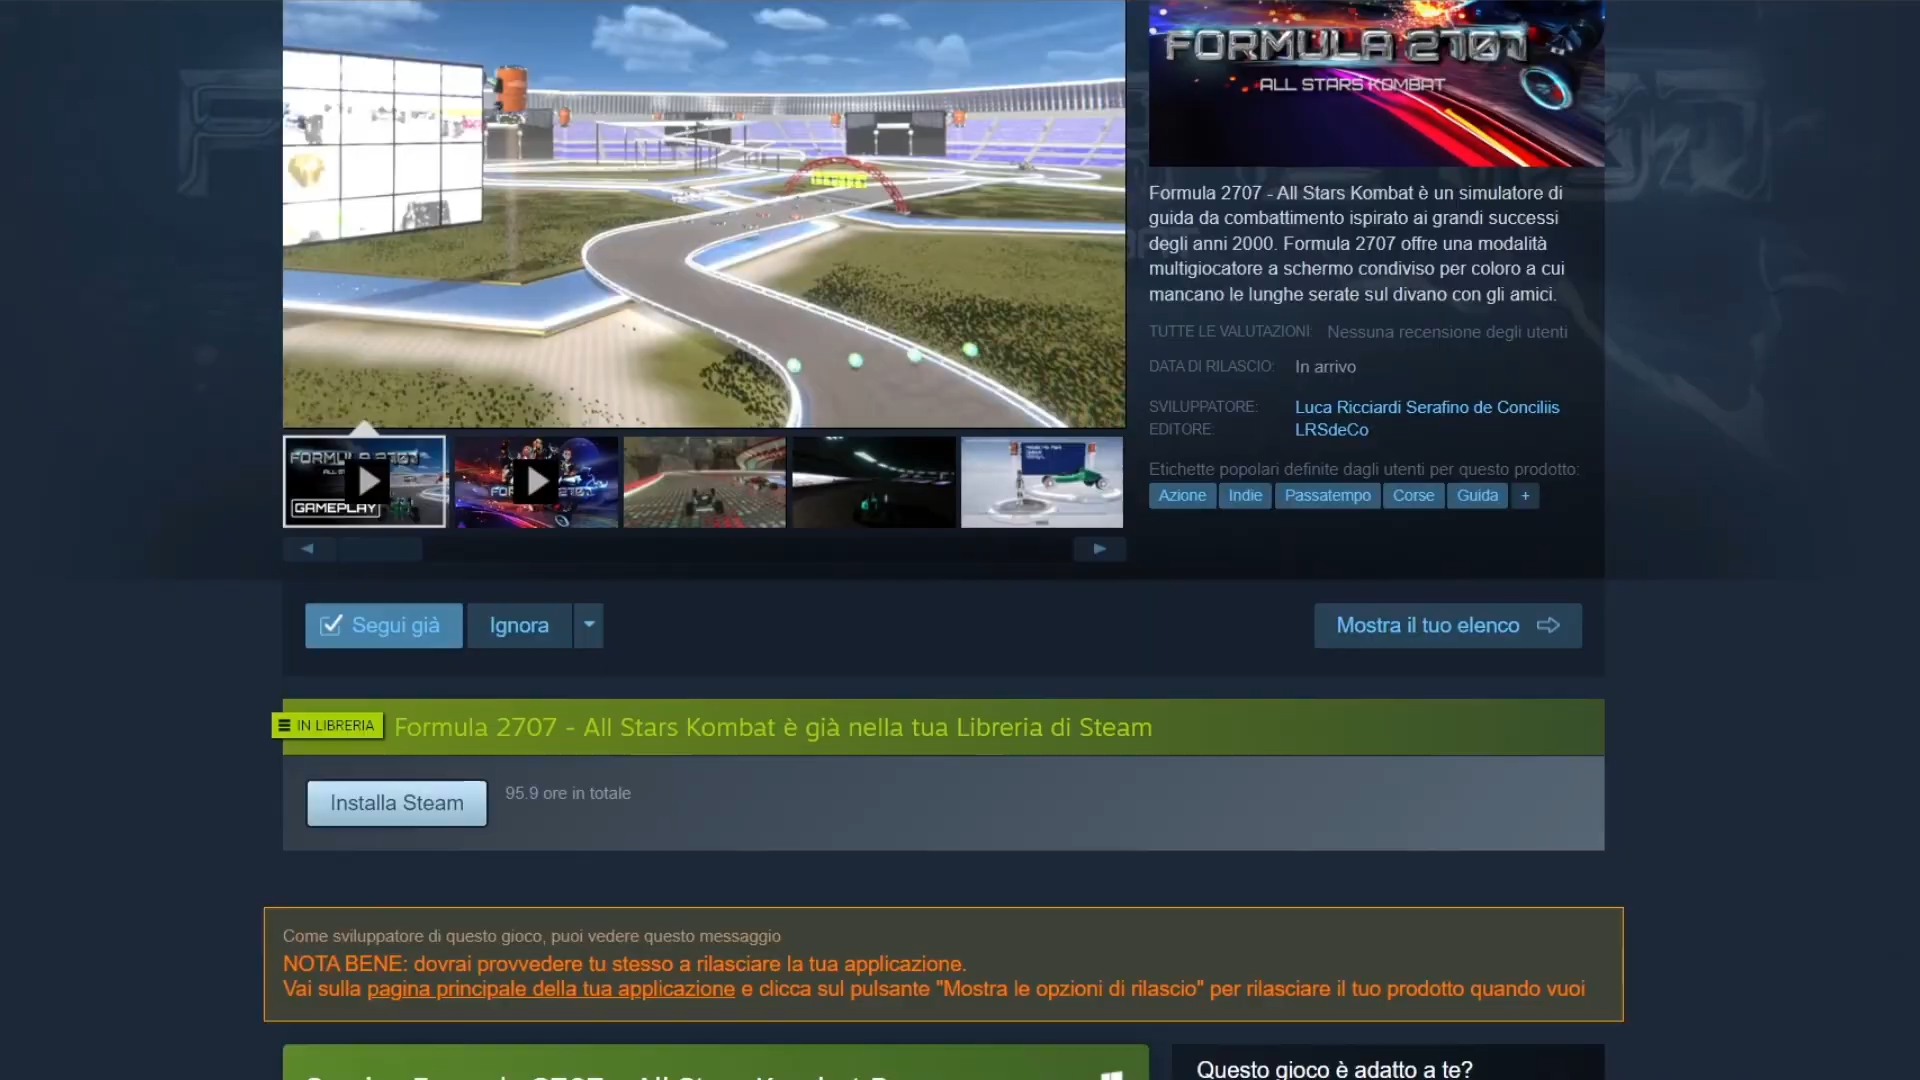 FORMULA 2707
ALL STARS KOMBAT
Formula 2707 - All Stars Kombat è un simulatore di
guida da combattimento ispirato ai grandi successi
degli anni 2000. Formula 2707 offre una modalità
multigiocatore a schermo condiviso per coloro a cui
mancano le lunghe serate sul divano con gli amici.
TUTTE LE VALUTAZIONI: Nessuna recensione degli utenti
DATA DI RILASCIO: In arrivo
SVILUPPATORE: Luca Ricciardi Serafino de Conciliis
EDITORE: LRSdeCo
Etichette popolari definite dagli utenti per questo prodotto:
Azione Indie Passatempo Corse Guida +
FORMULA 2707
GAMEPLAY
Segui già Ignora Mostra il tuo elenco
IN LIBRERIA Formula 2707 - All Stars Kombat è già nella tua Libreria di Steam
Installa Steam 95.9 ore in totale
Come sviluppatore di questo gioco, puoi vedere questo messaggio
NOTA BENE: dovrai provvedere tu stesso a rilasciare la tua applicazione.
Vai sulla pagina principale della tua applicazione e clicca sul pulsante "Mostra le opzioni di rilascio" per rilasciare il tuo prodotto quando vuoi
Questo gioco è adatto a te?